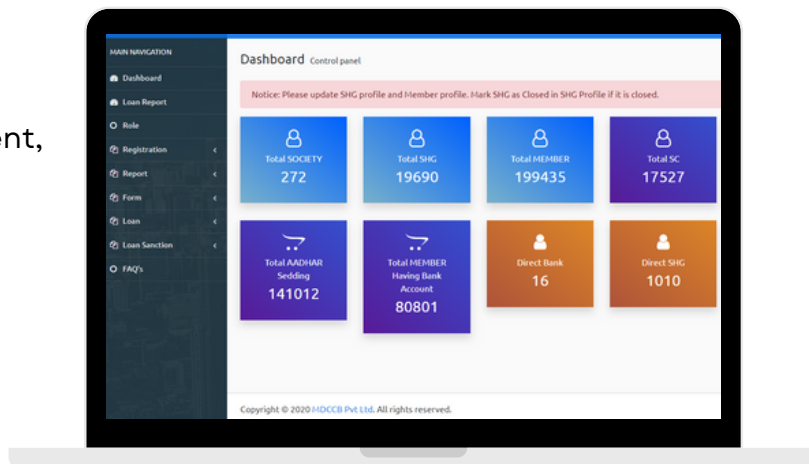 ent,
MAIN NAVIGATION
Dashboard
Loan Report
Role
Registration
Report
Form
Loan
Loan Sanction
FAQ's
Dashboard Control panel
Notice: Please update SHG profile and Member profile. Mark SHG as Closed in SHG Profile if it is closed.
Total SOCIETY
272
Total SHG
19690
Total MEMBER
199435
Total SC
17527
Total AADHAR
Sedding
141012
Total MEMBER
Having Bank
Account
80801
Direct Bank
16
Direct SHG
1010
Copyright © 2020 MDCCB Pvt Ltd. All rights reserved.